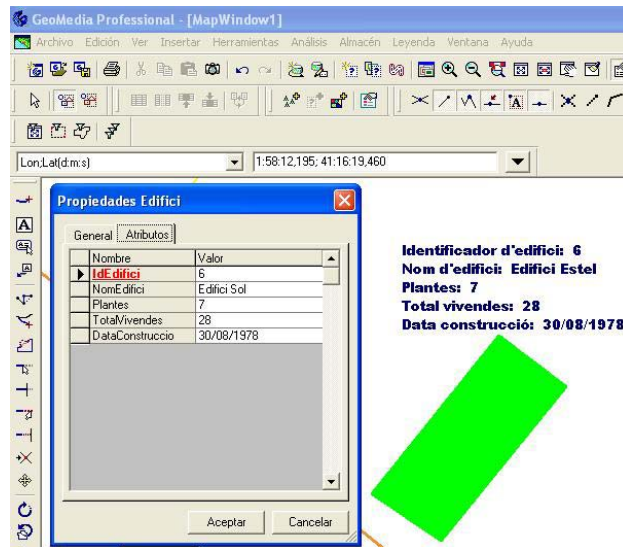 GeoMedia Professional - [MapWindow1]
Archivo Edición Ver Insertar Herramientas Análisis Almacén Leyenda Ventana Ayuda
Lon;Lat(d:m:s) 1:58:12,195; 41:16:19,460
Propiedades Edifici
General Atributos
Nombre Valor
IdEdifici 6
NomEdifici Edifici Sol
Plantes 7
TotalVivendes 28
DataConstruccio 30/08/1978
Aceptar Cancelar
Identificador d'edifici: 6
Nom d'edifici: Edifici Estel
Plantes: 7
Total vivendes: 28
Data construcció: 30/08/1978